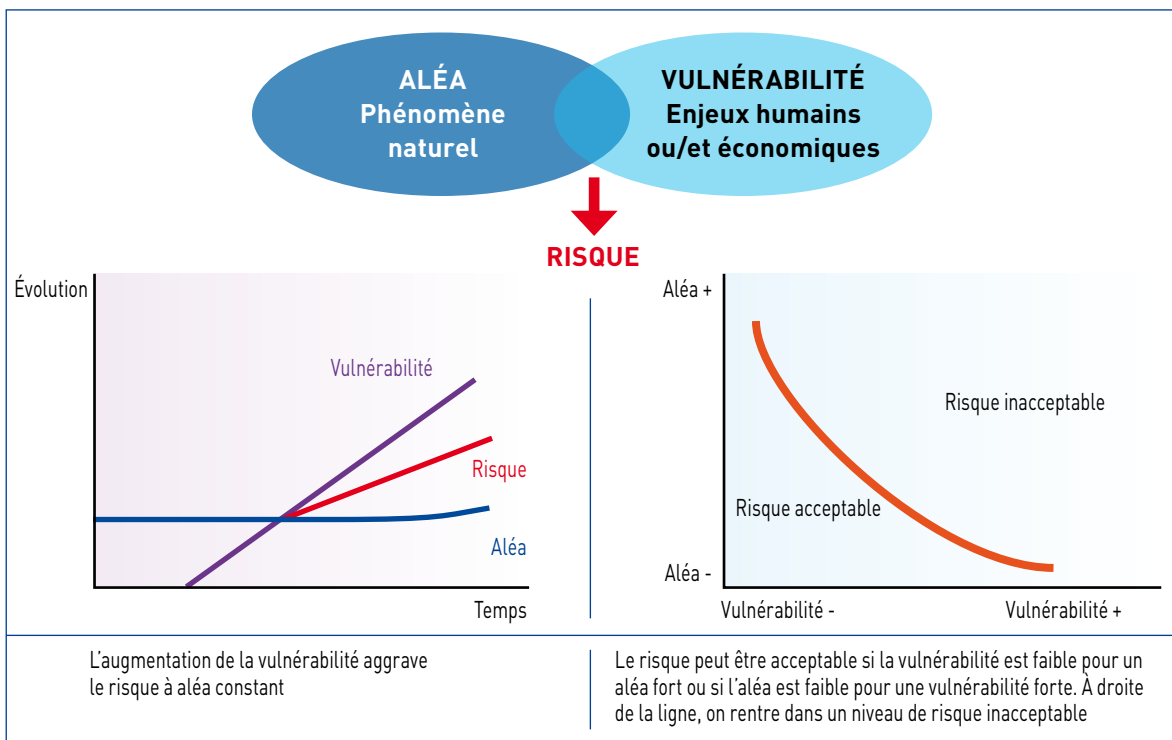 ALÉA
Phénomène
naturel
VULNÉRABILITÉ
Enjeux humains
ou/et économiques
RISQUE
Évolution
Vulnérabilité
Risque
Aléa
Temps
Aléa +
Risque inacceptable
Risque acceptable
Aléa -
Vulnérabilité -
Vulnérabilité +
L'augmentation de la vulnérabilité aggrave
le risque à aléa constant
Le risque peut être acceptable si la vulnérabilité est faible pour un
aléa fort ou si l'aléa est faible pour une vulnérabilité forte. À droite
de la ligne, on rentre dans un niveau de risque inacceptable